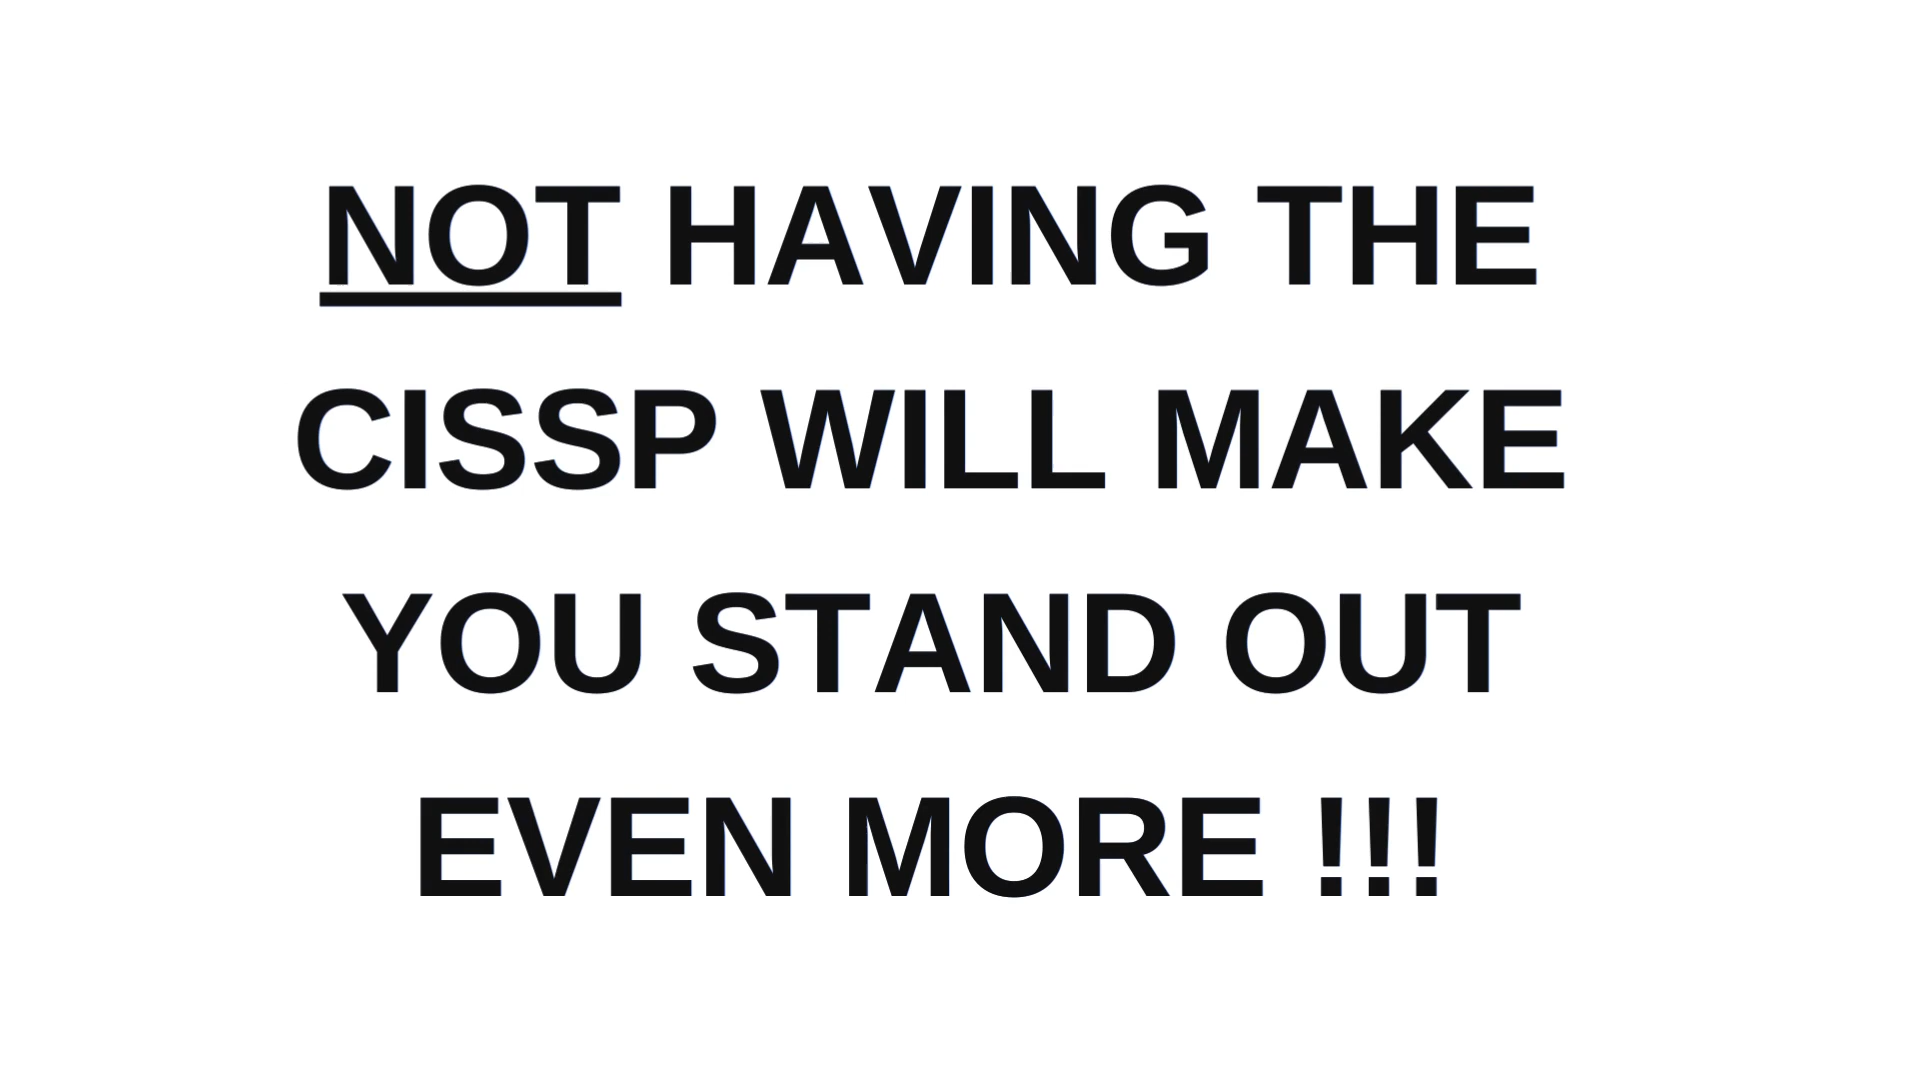 NOT HAVING THE
CISSP WILL MAKE
YOU STAND OUT
EVEN MORE !!!